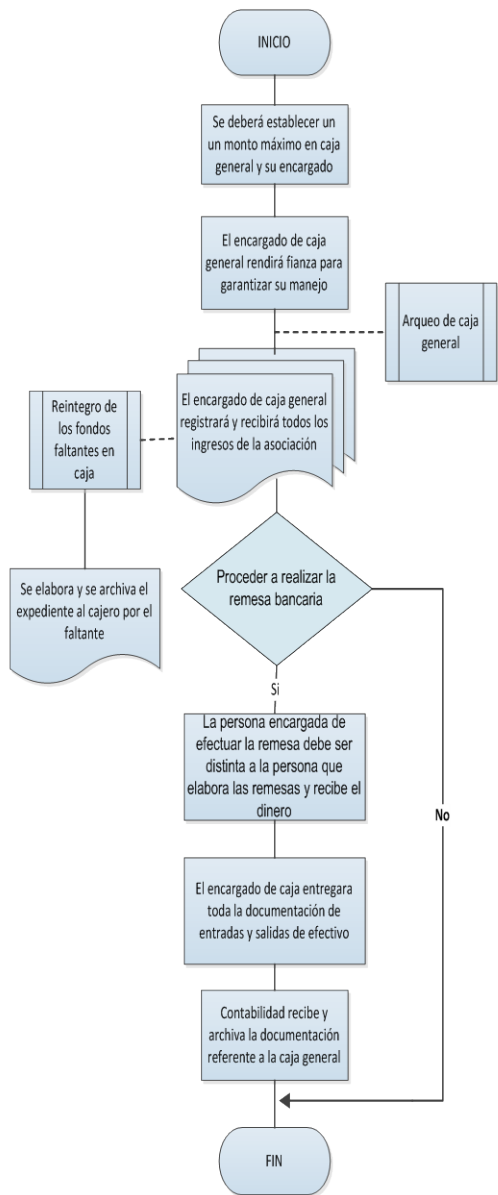 INICIO
Se deberá establecer un
un monto máximo en caja
general y su encargado
El encargado de caja
general rendirá fianza para
garantizar su manejo
Arqueo de caja
general
El encargado de caja general
registrará y recibirá todos los
ingresos de la asociación
Reintegro de
los fondos
faltantes en
caja
Se elabora y se archiva el
expediente al cajero por el
faltante
Proceder a realizar la
remesa bancaria
Si
La persona encargada de
efectuar la remesa debe ser
distinta a la persona que
elabora las remesas y recibe el
dinero
No
El encargado de caja entregara
toda la documentación de
entradas y salidas de efectivo
Contabilidad recibe y
archiva la documentación
referente a la caja general
FIN